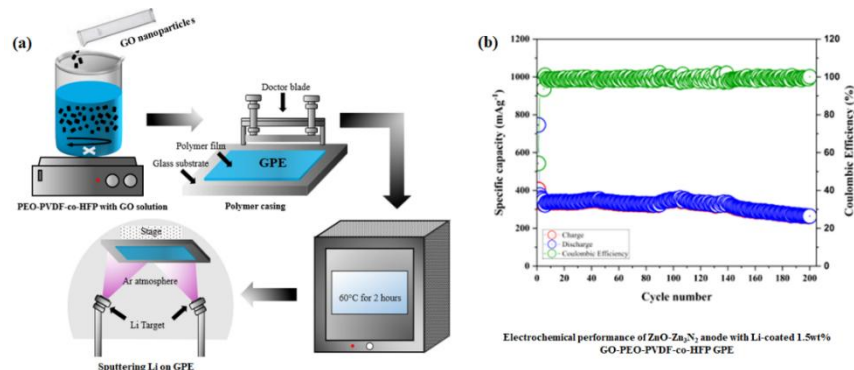 (a)
GO nanoparticles
PEO-PVDF-co-HFP with GO solution
Doctor blade
Polymer film
Glass substrate
GPE
Polymer casing
60°C for 2 hours
Stage
Ar atmosphere
Li Target
Sputtering Li on GPE
(b)
Specific capacity (mAg⁻¹)
1200
1000
800
600
400
200
0
120
100
80
60
40
20
0
Coulombic Efficiency (%)
Charge
Discharge
Coulombic Efficiency
0 20 40 60 80 100 120 140 160 180 200
Cycle number
Electrochemical performance of ZnO-Zn₃N₂ anode with Li-coated 1.5wt%
GO-PEO-PVDF-co-HFP GPE